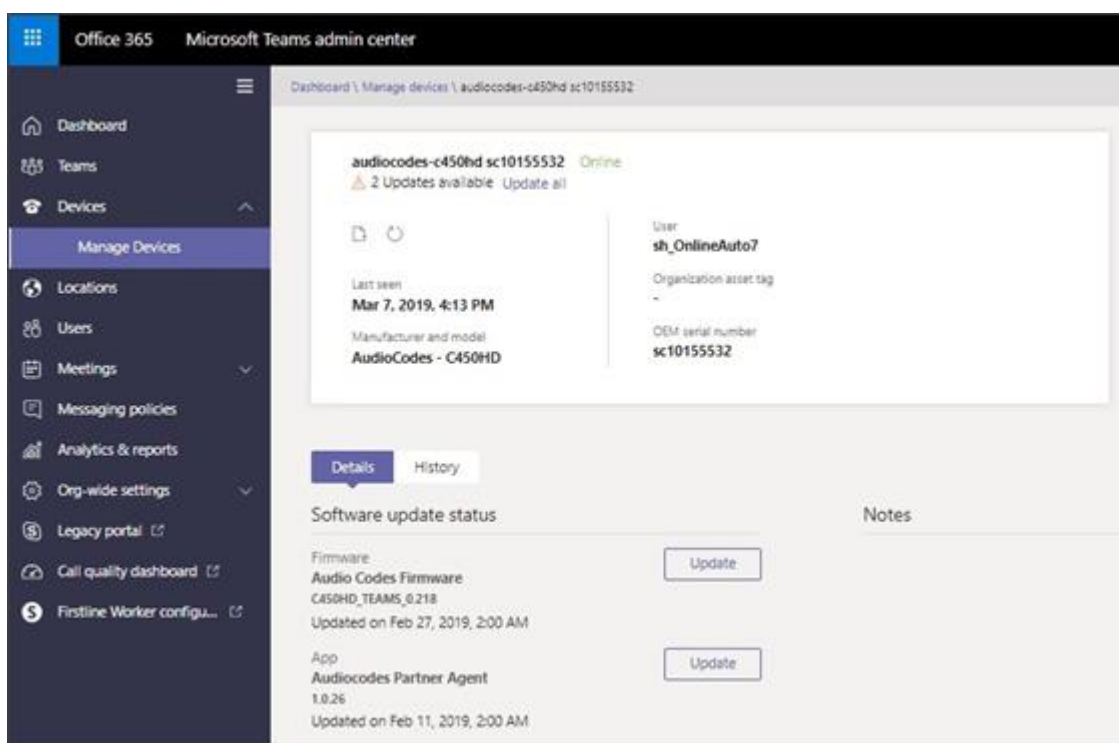 Office 365 Microsoft Teams admin center
Dashboard \ Manage devices \ audiocodes-c450hd sc10155532
Dashboard
Teams
Devices
Manage Devices
Locations
Users
Meetings
Messaging policies
Analytics & reports
Org-wide settings
Legacy portal
Call quality dashboard
Firstline Worker configu...
audiocodes-c450hd sc10155532 Online
2 Updates available Update all
Last seen
Mar 7, 2019, 4:13 PM
Manufacturer and model
AudioCodes - C450HD
User
sh_OnlineAuto7
Organization asset tag
-
OEM serial number
sc10155532
Details History
Software update status
Firmware
Audio Codes Firmware
C450HD_TEAMS_0.218
Updated on Feb 27, 2019, 2:00 AM
Update
App
Audiocodes Partner Agent
1.0.26
Updated on Feb 11, 2019, 2:00 AM
Update
Notes